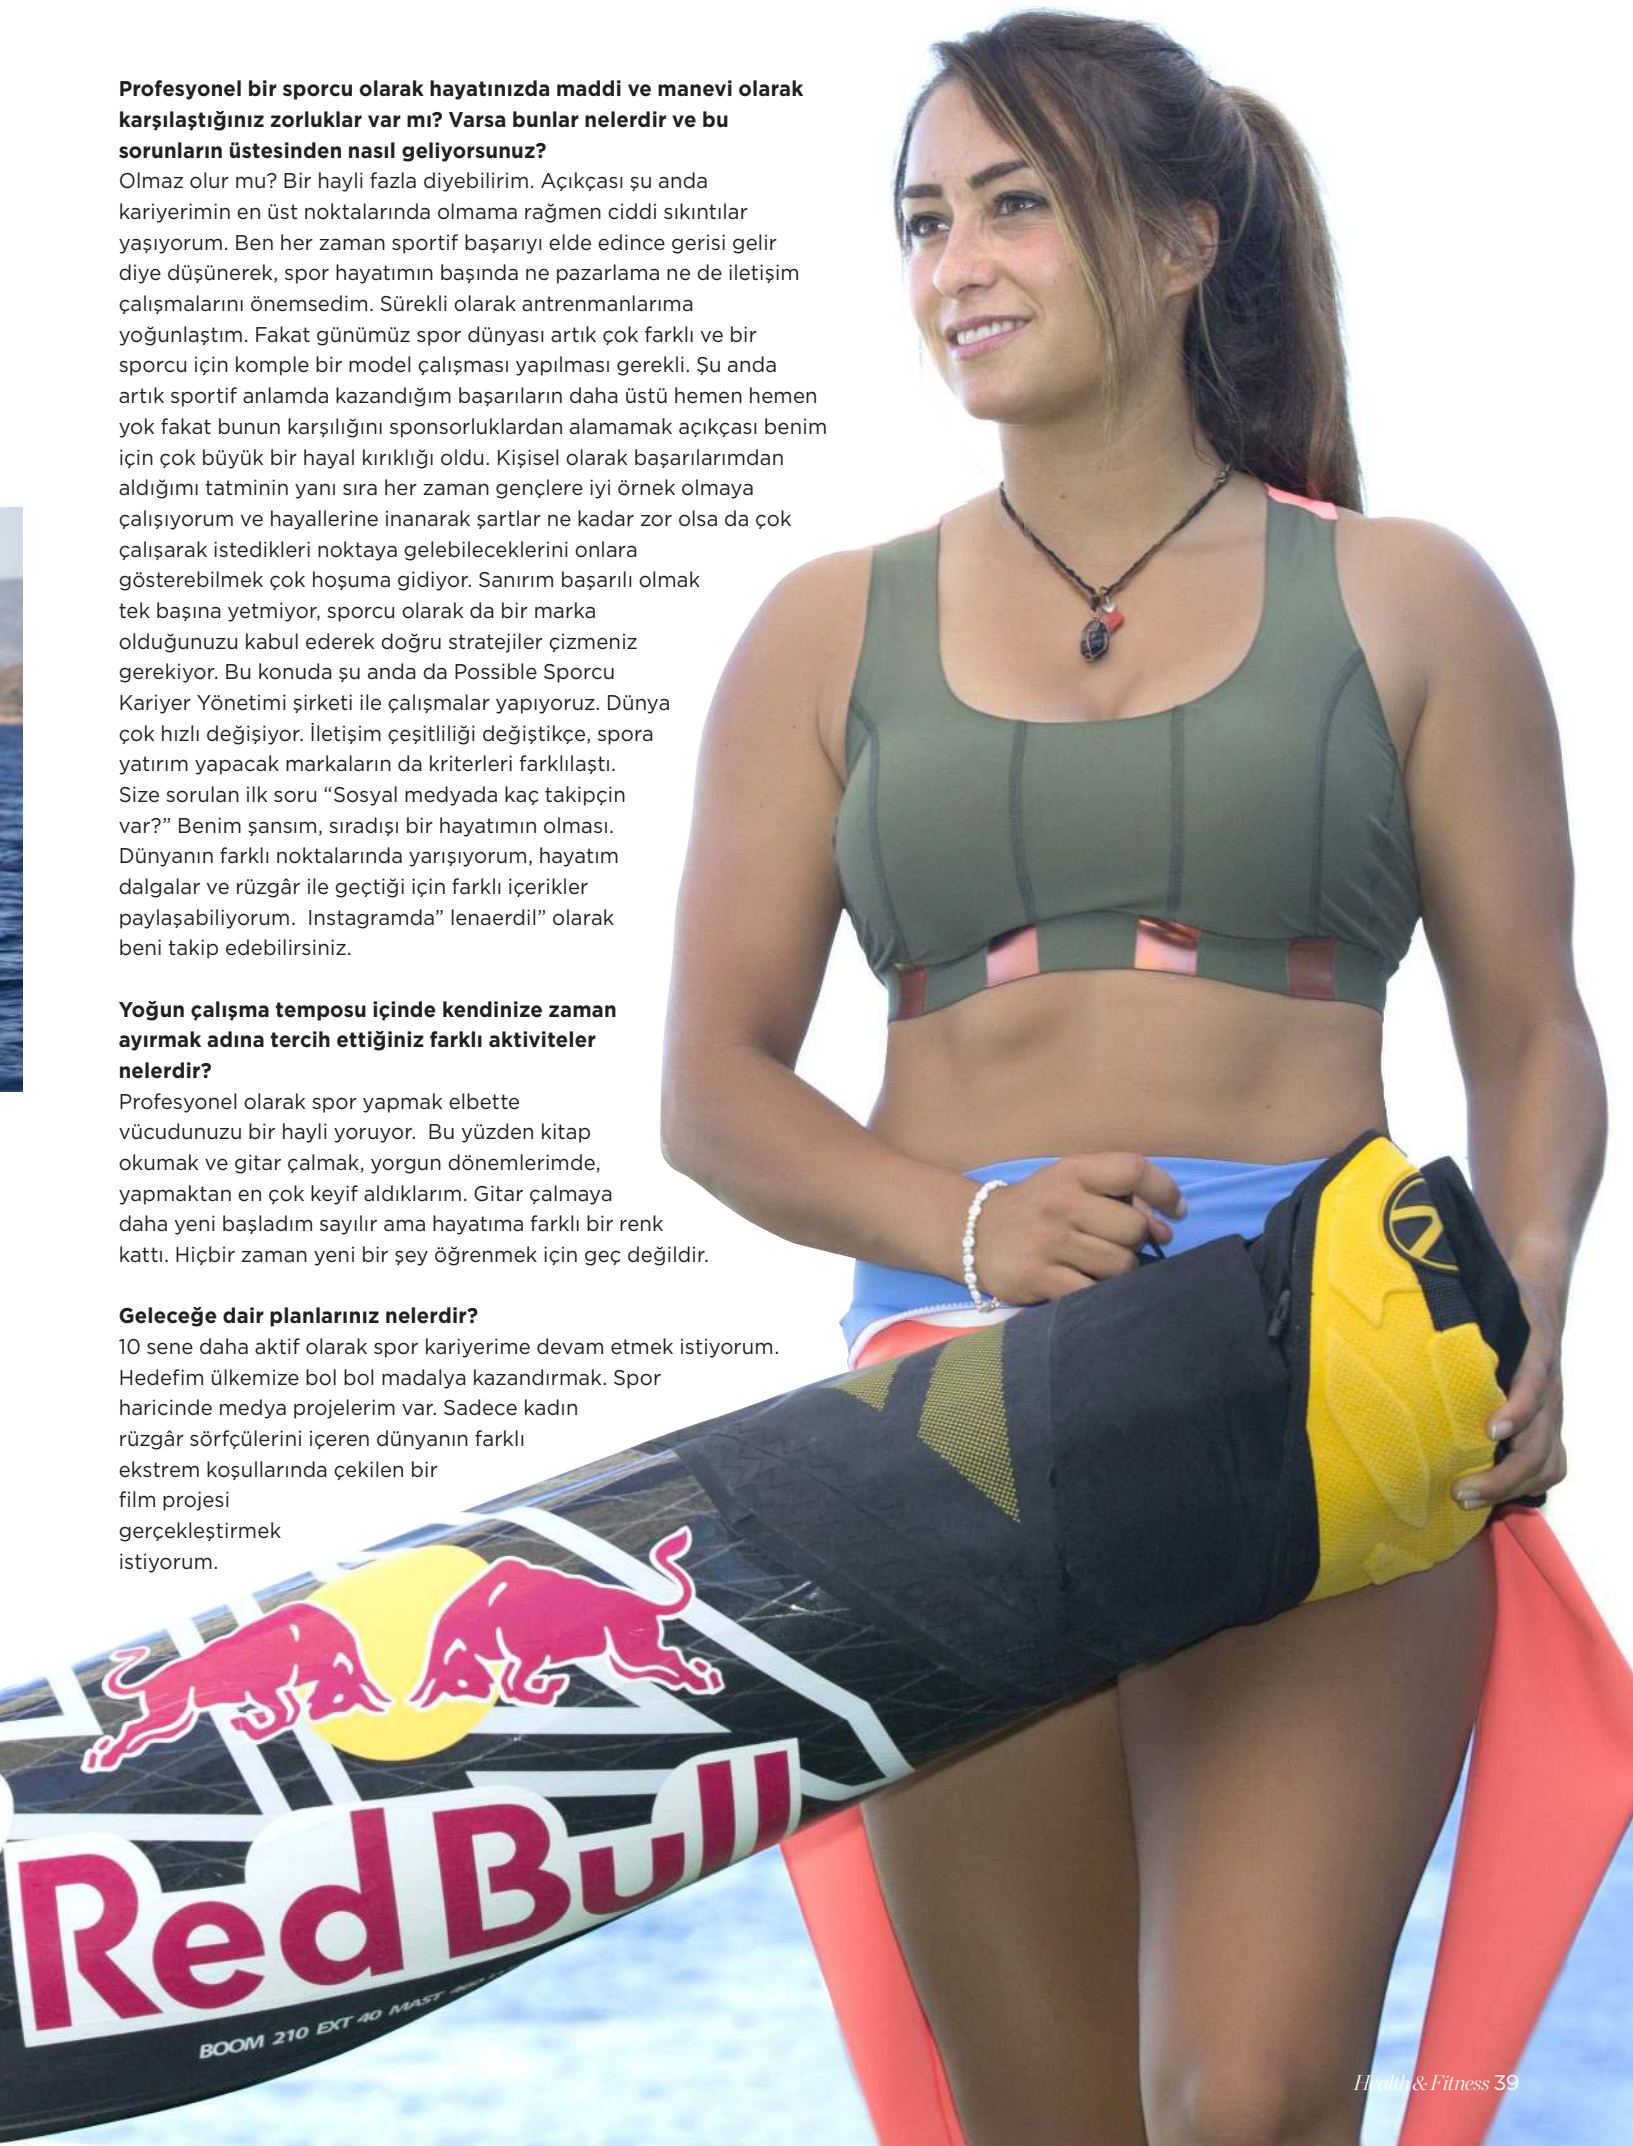 Profesyonel bir sporcu olarak hayatınızda maddi ve manevi olarak
karşılaştığınız zorluklar var mı? Varsa bunlar nelerdir ve bu
sorunların üstesinden nasıl geliyorsunuz?
Olmaz olur mu? Bir hayli fazla diyebilirim. Açıkçası şu anda
kariyerimin en üst noktalarında olmama rağmen ciddi sıkıntılar
yaşıyorum. Ben her zaman sportif başarıyı elde edince gerisi gelir
diye düşünerek, spor hayatımın başında ne pazarlama ne de iletişim
çalışmalarını önemsedim. Sürekli olarak antrenmanlarıma
yoğunlaştım. Fakat günümüz spor dünyası artık çok farklı ve bir
sporcu için komple bir model çalışması yapılması gerekli. Şu anda
artık sportif anlamda kazandığım başarıların daha üstü hemen hemen
yok fakat bunun karşılığını sponsorluklardan alamamak açıkçası benim
için çok büyük bir hayal kırıklığı oldu. Kişisel olarak başarılarımdan
aldığımı tatminin yanı sıra her zaman gençlere iyi örnek olmaya
çalışıyorum ve hayallerine inanarak şartlar ne kadar zor olsa da çok
çalışarak istedikleri noktaya gelebileceklerini onlara
gösterebilmek çok hoşuma gidiyor. Sanırım başarılı olmak
tek başına yetmiyor, sporcu olarak da bir marka
olduğunuzu kabul ederek doğru stratejiler çizmeniz
gerekiyor. Bu konuda şu anda da Possible Sporcu
Kariyer Yönetimi şirketi ile çalışmalar yapıyoruz. Dünya
çok hızlı değişiyor. İletişim çeşitliliği değiştikçe, spora
yatırım yapacak markaların da kriterleri farklılaştı.
Size sorulan ilk soru “Sosyal medyada kaç takipçin
var?” Benim şansım, sıradışı bir hayatımın olması.
Dünyanın farklı noktalarında yarışıyorum, hayatım
dalgalar ve rüzgâr ile geçtiği için farklı içerikler
paylaşabiliyorum. Instagramda” lenaerdil” olarak
beni takip edebilirsiniz.
Yoğun çalışma temposu içinde kendinize zaman
ayırmak adına tercih ettiğiniz farklı aktiviteler
nelerdir?
Profesyonel olarak spor yapmak elbette
vücudunuzu bir hayli yoruyor. Bu yüzden kitap
okumak ve gitar çalmak, yorgun dönemlerimde,
yapmaktan en çok keyif aldıklarım. Gitar çalmaya
daha yeni başladım sayılır ama hayatıma farklı bir renk
kattı. Hiçbir zaman yeni bir şey öğrenmek için geç değildir.
Geleceğe dair planlarınız nelerdir?
10 sene daha aktif olarak spor kariyerime devam etmek istiyorum.
Hedefim ülkemize bol bol madalya kazandırmak. Spor
haricinde medya projelerim var. Sadece kadın
rüzgâr sörfçülerini içeren dünyanın farklı
ekstrem koşullarında çekilen bir
film projesi
gerçekleştirmek
istiyorum.
Red Bull
BOOM 210 EXT 40 MAST
Health & Fitness 39